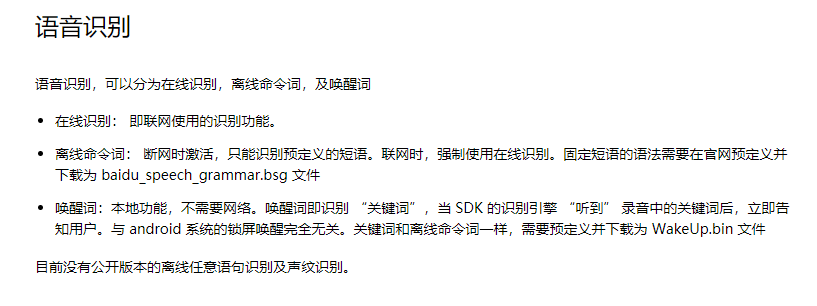 语音识别
语音识别，可以分为在线识别，离线命令词，及唤醒词
• 在线识别： 即联网使用的识别功能。
• 离线命令词： 断网时激活，只能识别预定义的短语。联网时，强制使用在线识别。固定短语的语法需要在官网预定义并
下载为 baidu_speech_grammar.bsg 文件
• 唤醒词：本地功能，不需要网络。唤醒词即识别 “关键词”，当 SDK 的识别引擎 “听到” 录音中的关键词后，立即告
知用户。与 android 系统的锁屏唤醒完全无关。关键词和离线命令词一样，需要预定义并下载为 WakeUp.bin 文件
目前没有公开版本的离线任意语句识别及声纹识别。